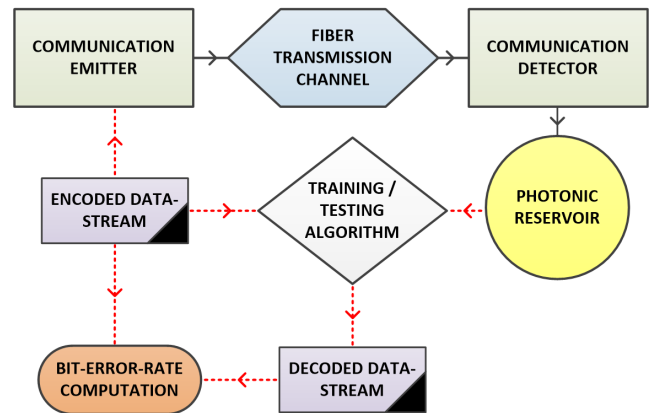 COMMUNICATION
EMITTER
FIBER
TRANSMISSION
CHANNEL
COMMUNICATION
DETECTOR
ENCODED DATA-
STREAM
TRAINING /
TESTING
ALGORITHM
PHOTONIC
RESERVOIR
BIT-ERROR-RATE
COMPUTATION
DECODED DATA-
STREAM